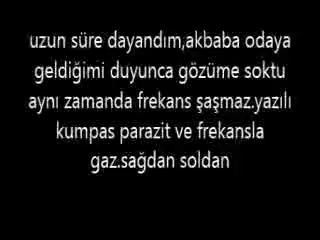 uzun süre dayandım,akbaba odaya
geldiğimi duyunca gözüme soktu
aynı zamanda frekans şaşmaz.yazılı
kumpas parazit ve frekansla
gaz.sağdan soldan